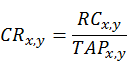 CRₓ,ᵧ = RCₓ,ᵧ / TAPₓ,ᵧ